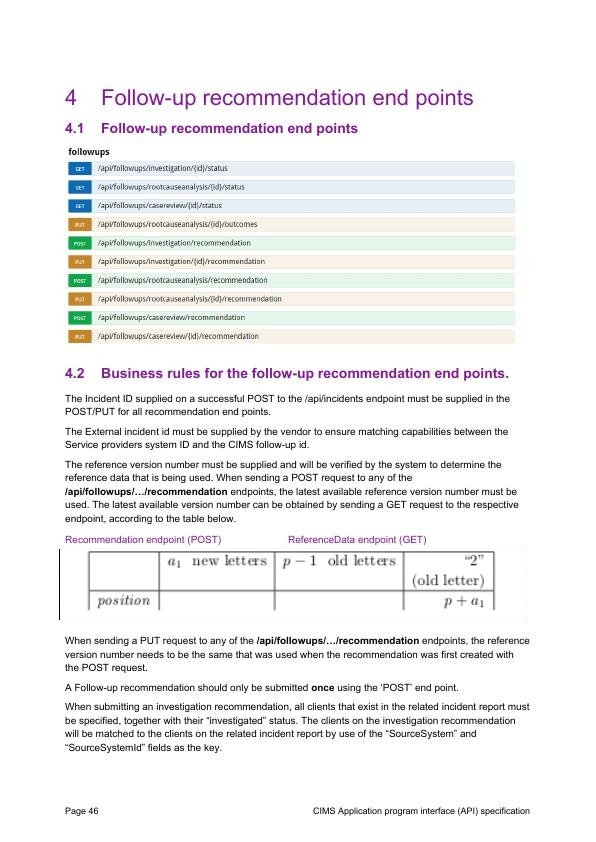 4 Follow-up recommendation end points
4.1 Follow-up recommendation end points
followups
GET /api/followups/investigation/{id}/status
GET /api/followups/rootcauseanalysis/{id}/status
GET /api/followups/casereview/{id}/status
PUT /api/followups/rootcauseanalysis/{id}/outcomes
POST /api/followups/investigation/recommendation
PUT /api/followups/investigation/{id}/recommendation
POST /api/followups/rootcauseanalysis/recommendation
PUT /api/followups/rootcauseanalysis/{id}/recommendation
POST /api/followups/casereview/recommendation
PUT /api/followups/casereview/{id}/recommendation
4.2 Business rules for the follow-up recommendation end points.
The Incident ID supplied on a successful POST to the /api/incidents endpoint must be supplied in the
POST/PUT for all recommendation end points.
The External incident id must be supplied by the vendor to ensure matching capabilities between the
Service providers system ID and the CIMS follow-up id.
The reference version number must be supplied and will be verified by the system to determine the
reference data that is being used. When sending a POST request to any of the
/api/followups/…/recommendation endpoints, the latest available reference version number must be
used. The latest available version number can be obtained by sending a GET request to the respective
endpoint, according to the table below.
Recommendation endpoint (POST) ReferenceData endpoint (GET)
a₁ new letters p − 1 old letters “2”
(old letter)
position p + a₁
When sending a PUT request to any of the /api/followups/…/recommendation endpoints, the reference
version number needs to be the same that was used when the recommendation was first created with
the POST request.
A Follow-up recommendation should only be submitted once using the ‘POST’ end point.
When submitting an investigation recommendation, all clients that exist in the related incident report must
be specified, together with their “investigated” status. The clients on the investigation recommendation
will be matched to the clients on the related incident report by use of the “SourceSystem” and
“SourceSystemId” fields as the key.
Page 46 CIMS Application program interface (API) specification